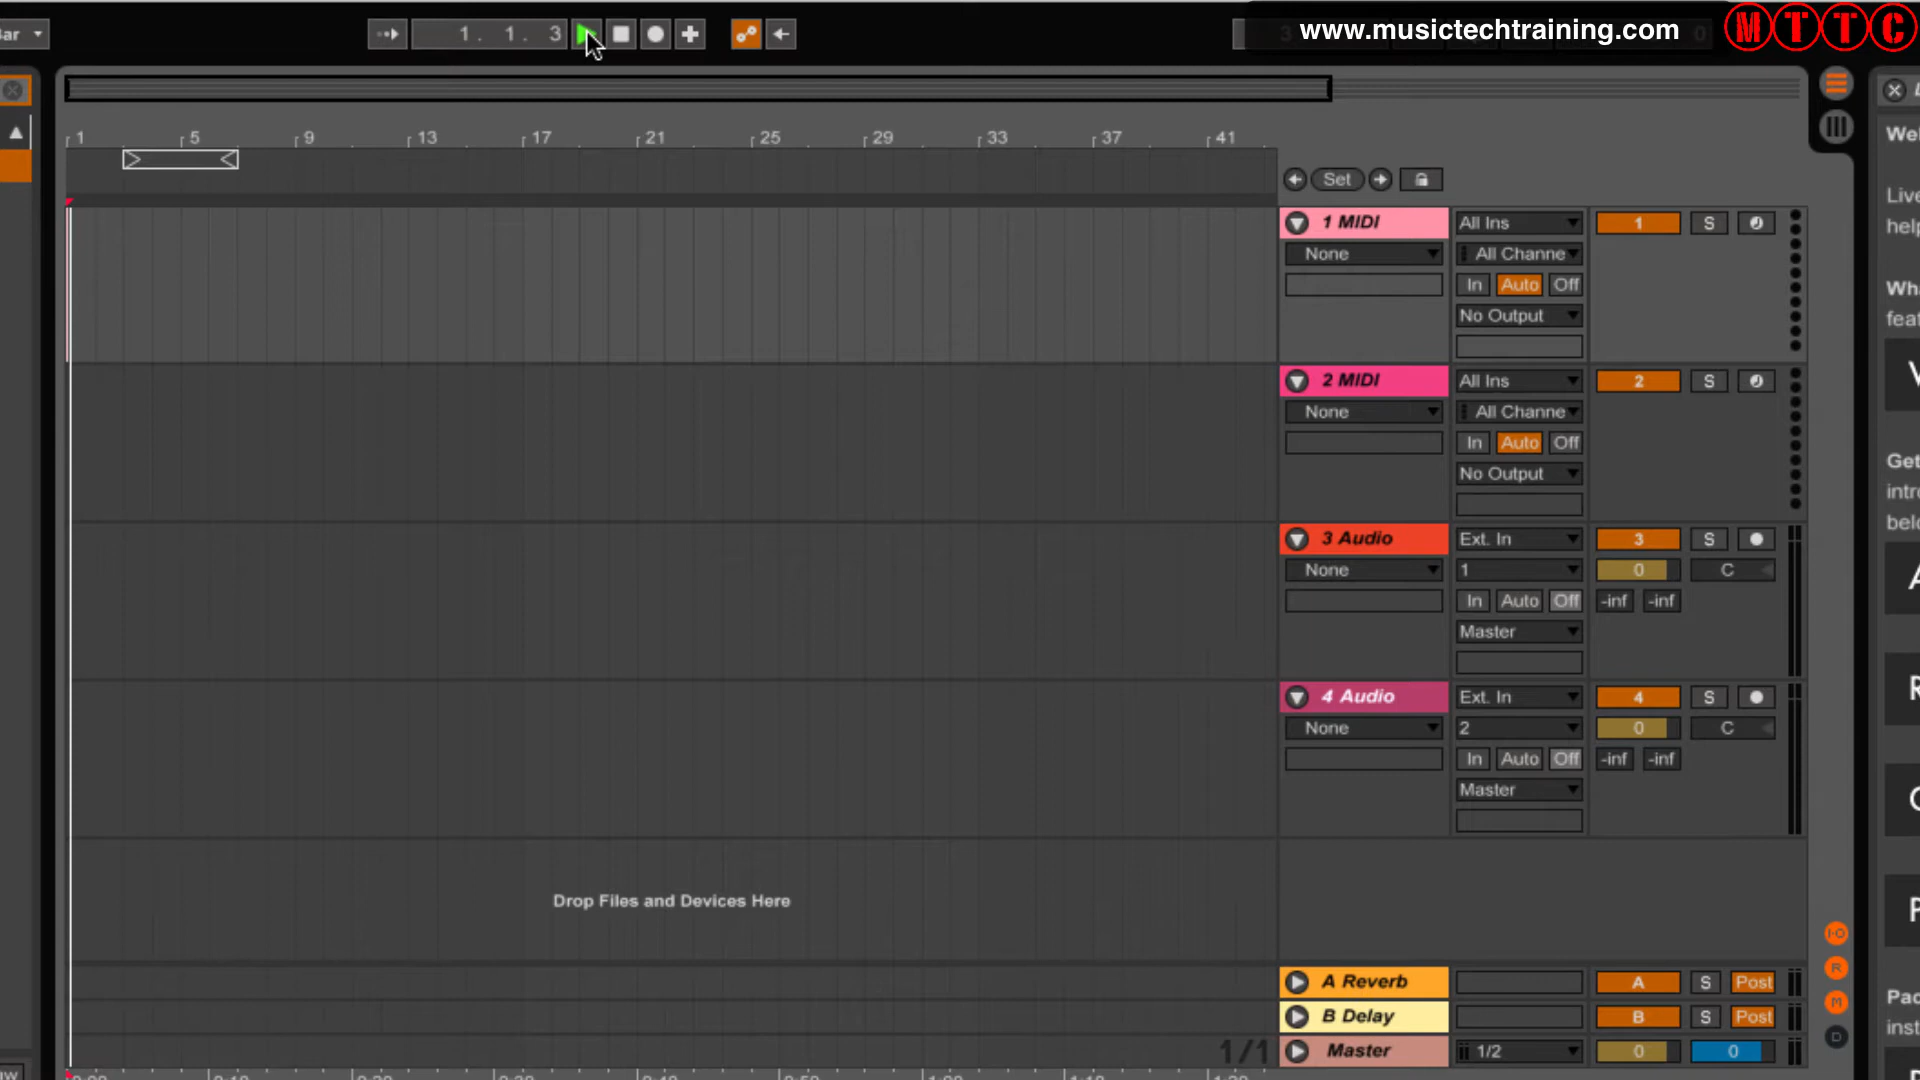 www.musictechtraining.com MTTC
Bar
1. 1. 3
1 5 9 13 17 21 25 29 33 37 41
Set
1 MIDI All Ins 1 S
None All Channe
In Auto Off
No Output
2 MIDI All Ins 2 S
None All Channe
In Auto Off
No Output
3 Audio Ext. In 3 S
None 1 0 C
In Auto Off -inf -inf
Master
4 Audio Ext. In 4 S
None 2 0 C
In Auto Off -inf -inf
Master
Drop Files and Devices Here
A Reverb A S Post
B Delay B S Post
1/1 Master 1/2 0 0
I-O
R
M
D
Wel
Live
help
Wha
feat
Get
intro
belo
Pac
inst